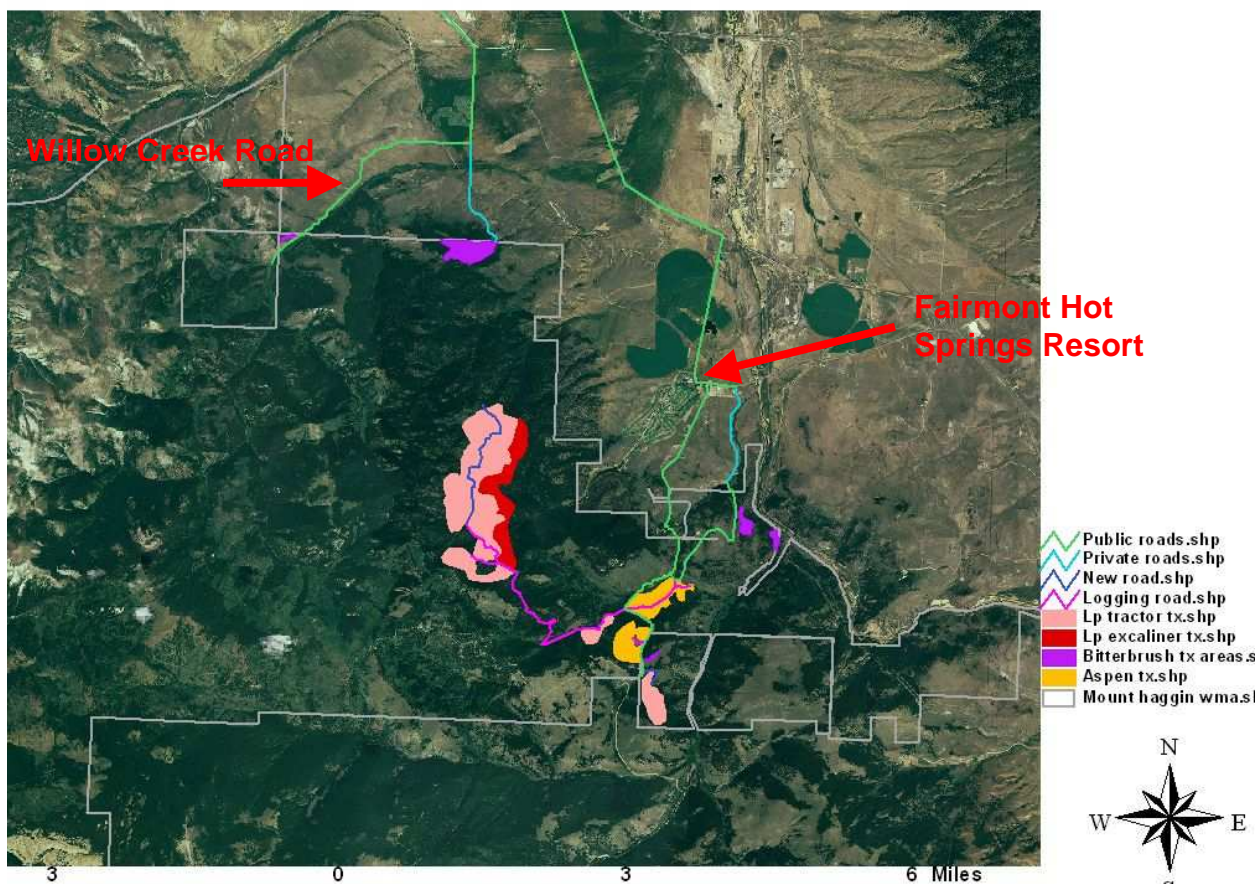 Willow Creek Road
Fairmont Hot
Springs Resort
Public roads.shp
Private roads.shp
New road.shp
Logging road.shp
Lp tractor tx.shp
Lp excaliner tx.shp
Bitterbrush tx areas.s
Aspen tx.shp
Mount haggin wma.s
N
W E
S
3 0 3 6 Miles